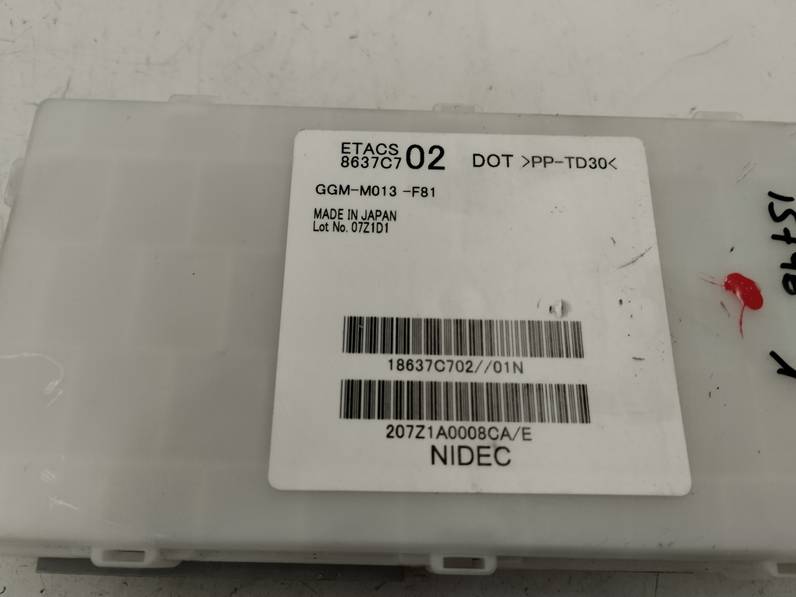 ETACS
8637C7 02 DOT >PP-TD30<
GGM-M013 -F81
MADE IN JAPAN
Lot No. 07Z1D1
18637C702//01N
207Z1A0008CA/E
NIDEC